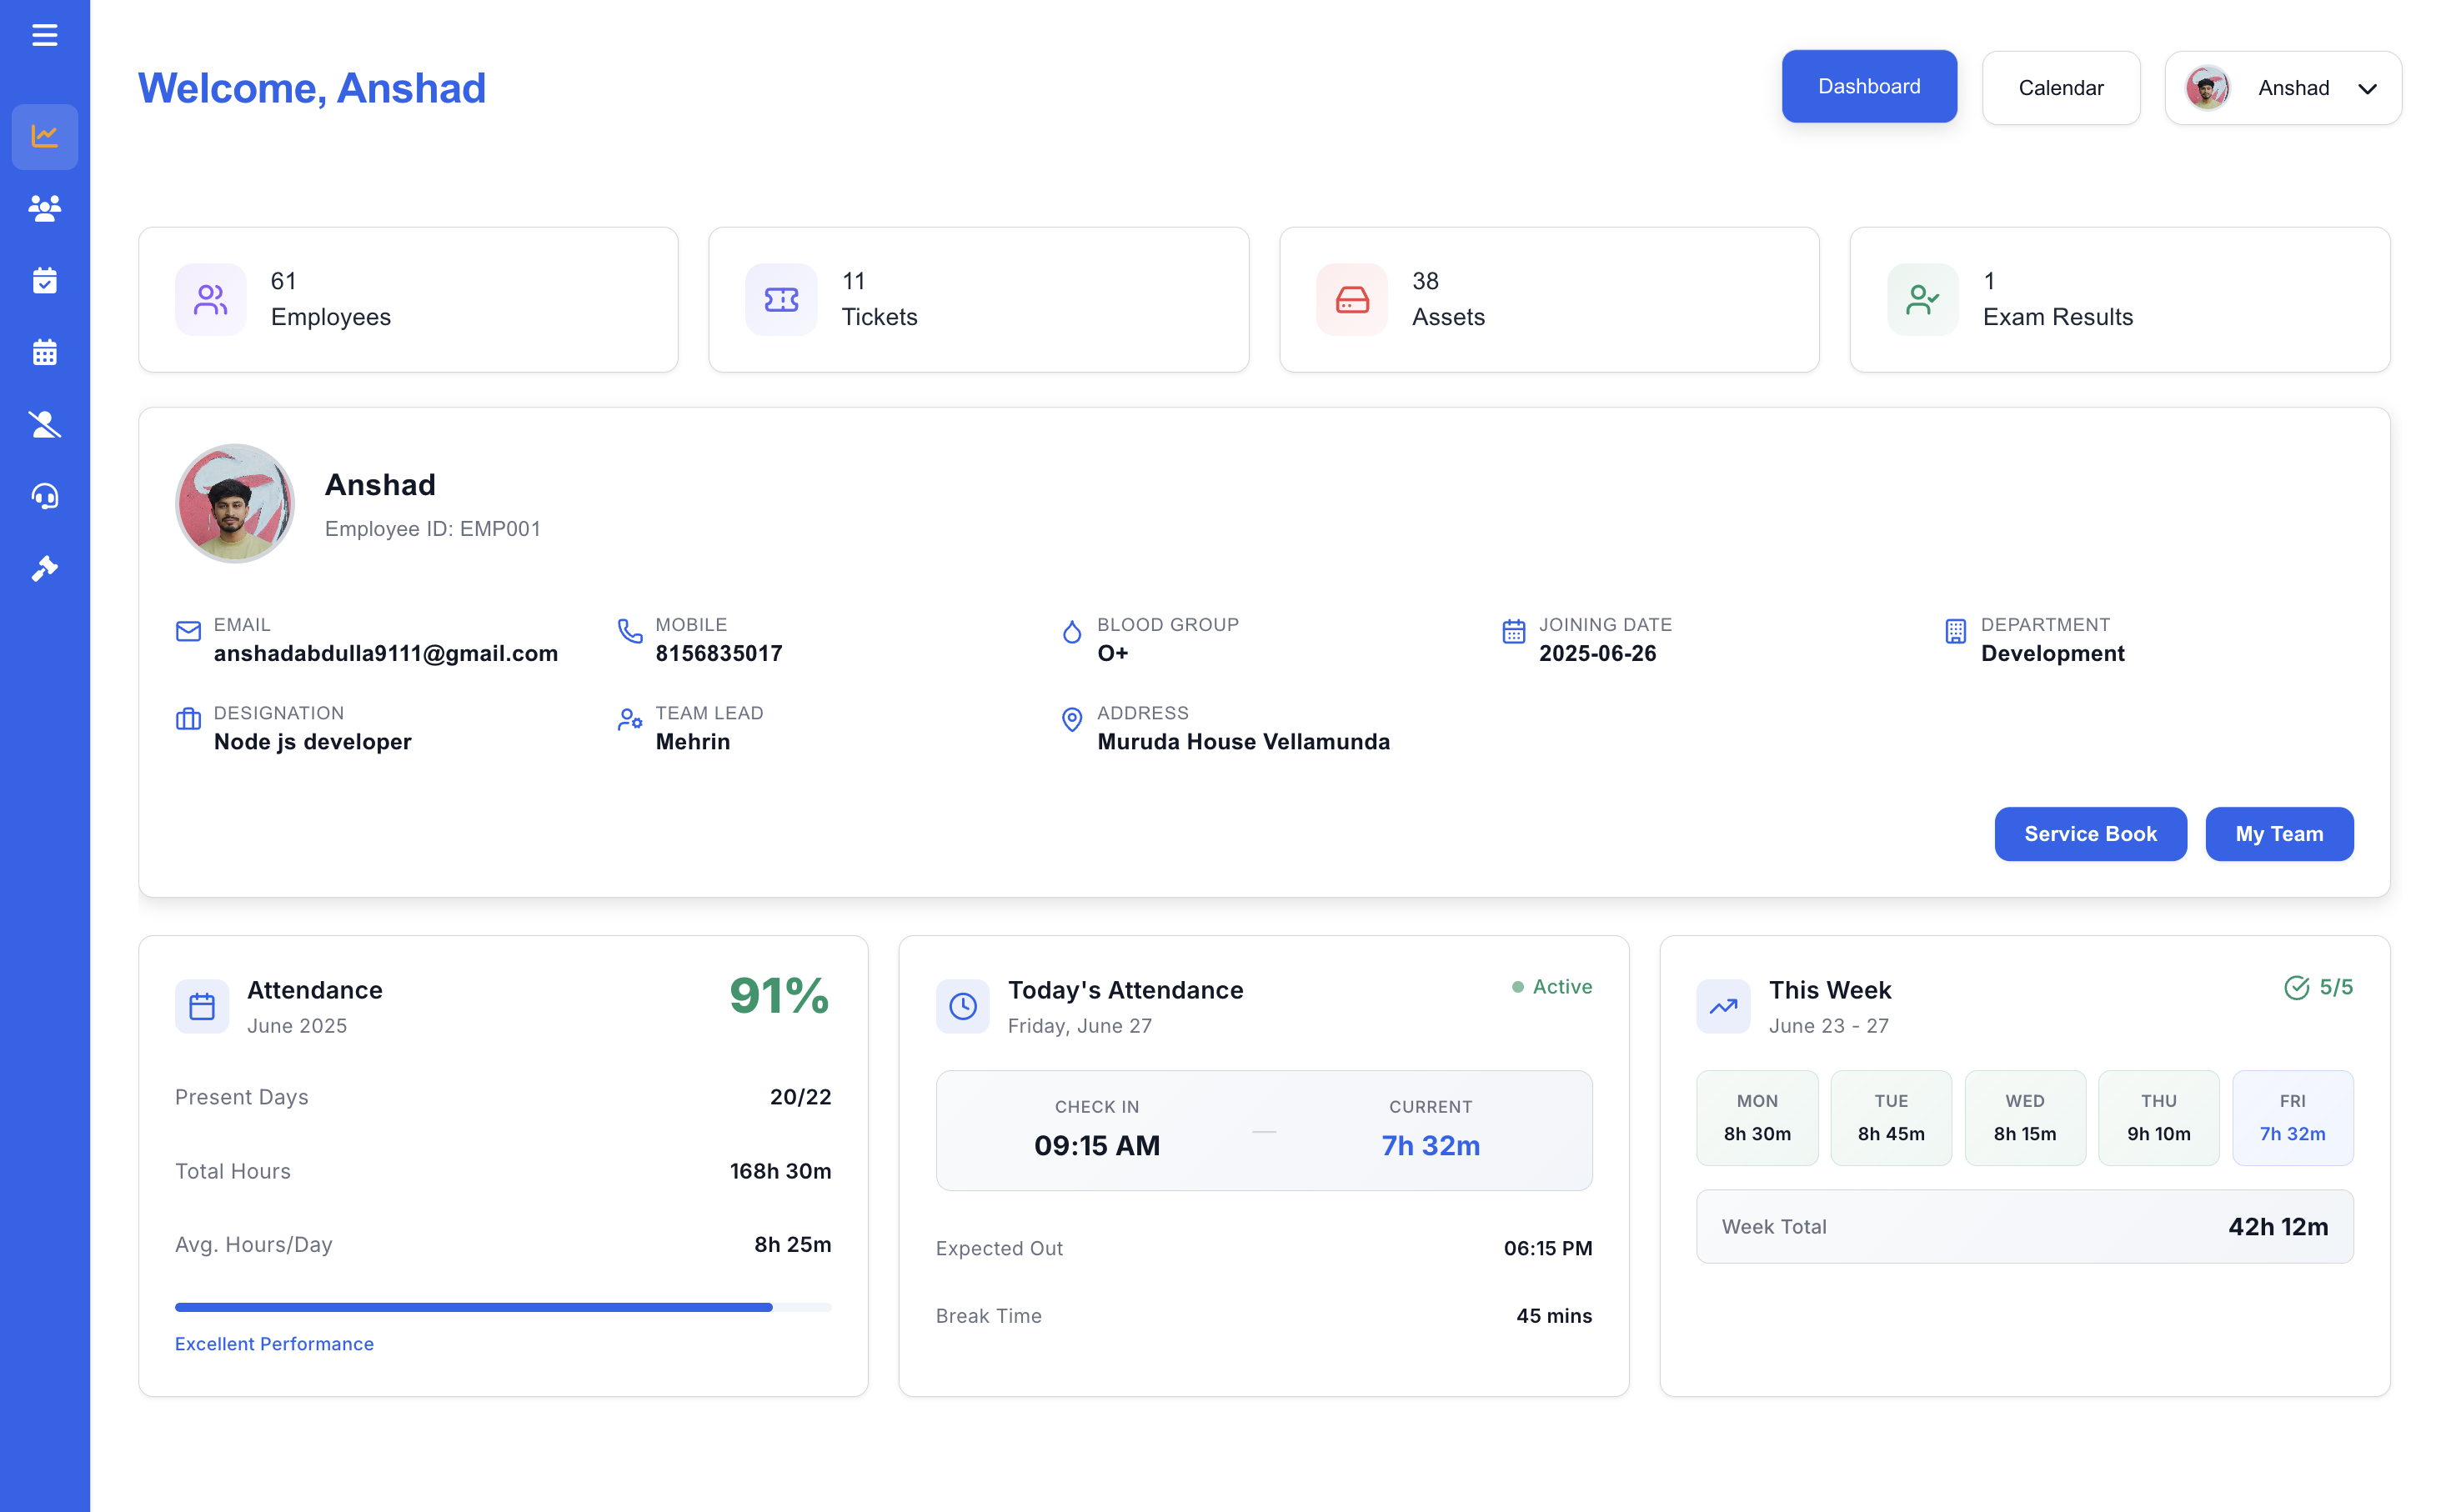 Welcome, Anshad
Dashboard
Calendar
Anshad
61
Employees
11
Tickets
38
Assets
1
Exam Results
Anshad
Employee ID: EMP001
EMAIL
anshadabdulla9111@gmail.com
MOBILE
8156835017
BLOOD GROUP
O+
JOINING DATE
2025-06-26
DEPARTMENT
Development
DESIGNATION
Node js developer
TEAM LEAD
Mehrin
ADDRESS
Muruda House Vellamunda
Service Book
My Team
Attendance
June 2025
91%
Present Days
20/22
Total Hours
168h 30m
Avg. Hours/Day
8h 25m
Excellent Performance
Today's Attendance
Friday, June 27
Active
CHECK IN
09:15 AM
CURRENT
7h 32m
Expected Out
06:15 PM
Break Time
45 mins
This Week
June 23 - 27
5/5
MON
8h 30m
TUE
8h 45m
WED
8h 15m
THU
9h 10m
FRI
7h 32m
Week Total
42h 12m